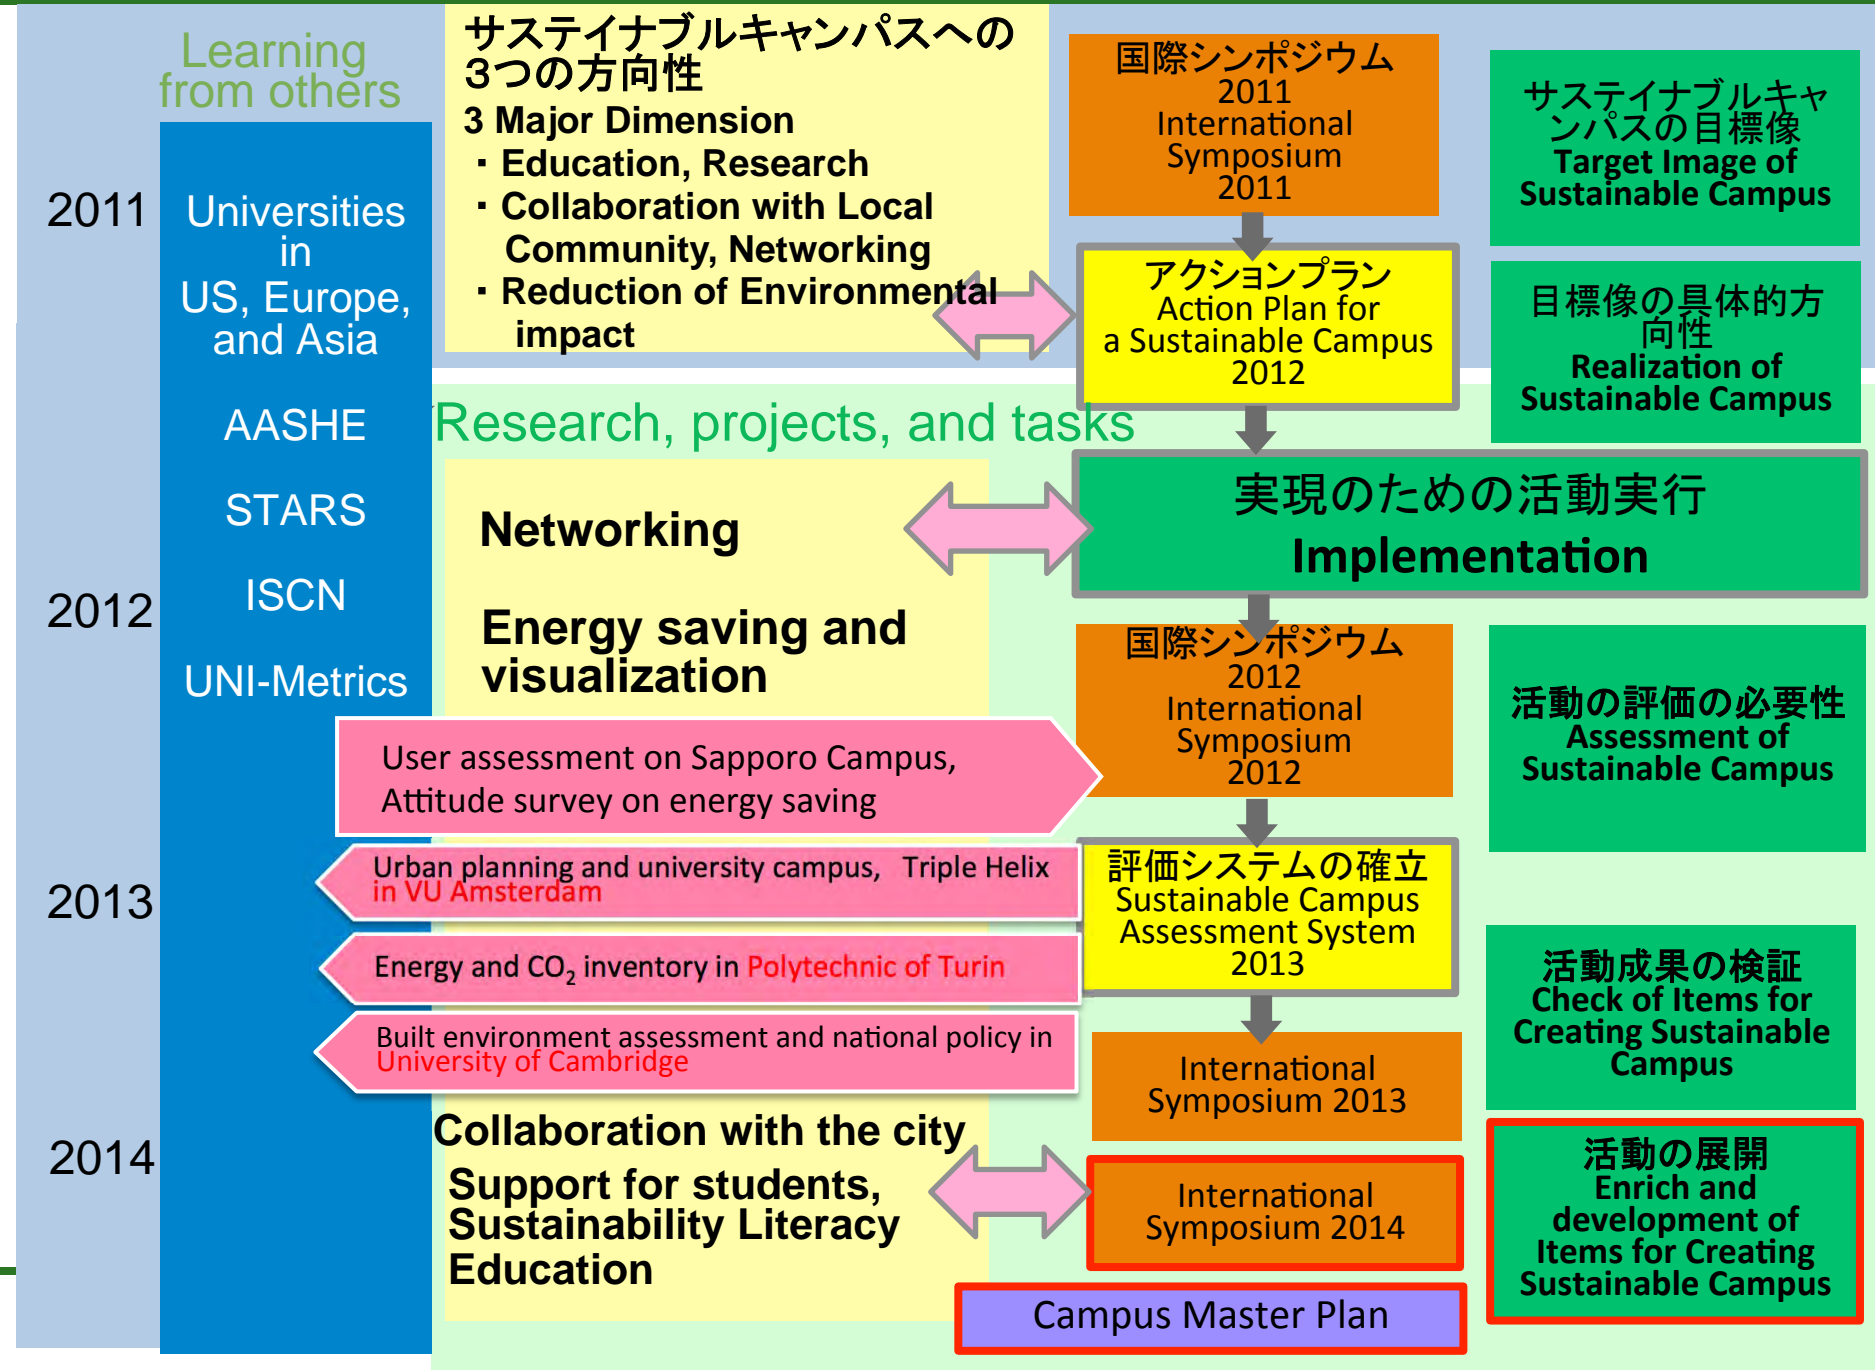 Learning
from others
2011
2012
2013
2014
Universities
in
US, Europe,
and Asia
AASHE
STARS
ISCN
UNI-Metrics
サステイナブルキャンパスへの
３つの方向性
3 Major Dimension
・Education, Research
・Collaboration with Local
Community, Networking
・Reduction of Environmental
impact
国際シンポジウム
2011
International
Symposium
2011
サステイナブルキャ
ンパスの目標像
Target Image of
Sustainable Campus
アクションプラン
Action Plan for
a Sustainable Campus
2012
目標像の具体的方
向性
Realization of
Sustainable Campus
Research, projects, and tasks
Networking
Energy saving and
visualization
実現のための活動実行
Implementation
国際シンポジウム
2012
International
Symposium
2012
活動の評価の必要性
Assessment of
Sustainable Campus
User assessment on Sapporo Campus,
Attitude survey on energy saving
Urban planning and university campus, Triple Helix
in VU Amsterdam
Energy and CO₂ inventory in Polytechnic of Turin
Built environment assessment and national policy in
University of Cambridge
評価システムの確立
Sustainable Campus
Assessment System
2013
活動成果の検証
Check of Items for
Creating Sustainable
Campus
International
Symposium 2013
Collaboration with the city
Support for students,
Sustainability Literacy
Education
International
Symposium 2014
活動の展開
Enrich and
development of
Items for Creating
Sustainable Campus
Campus Master Plan